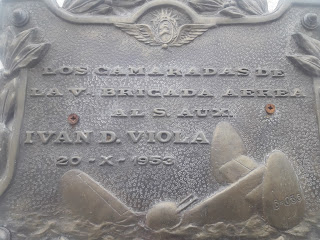 LOS CAMARADAS DE
LA V. BRIGADA AEREA
AL S. AUX.
IVAN D. VIOLA
20-X-1953